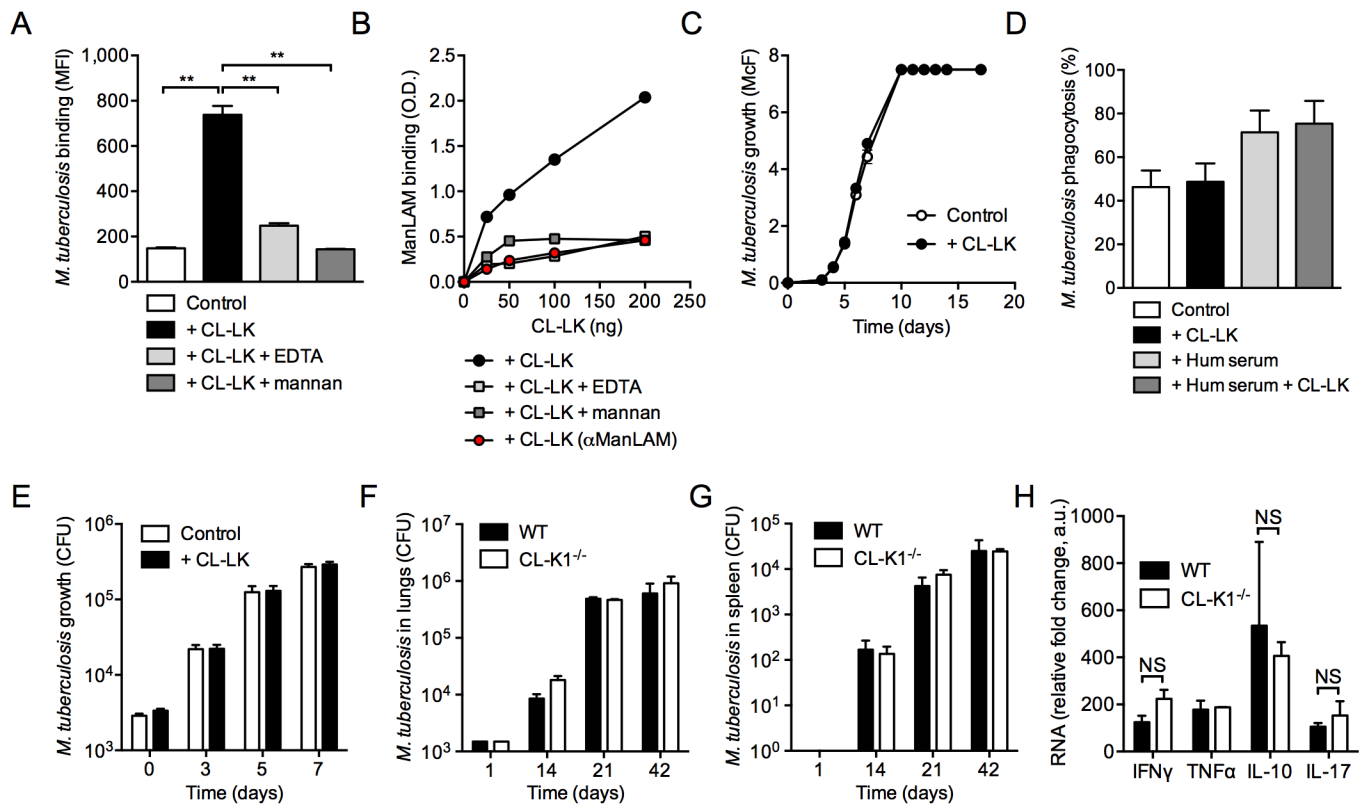 A
M. tuberculosis binding (MFI)
1,000
800
600
400
200
0
**
**
**
Control
+ CL-LK
+ CL-LK + EDTA
+ CL-LK + mannan
B
ManLAM binding (O.D.)
2.5
2.0
1.5
1.0
0.5
0.0
0 50 100 150 200 250
CL-LK (ng)
+ CL-LK
+ CL-LK + EDTA
+ CL-LK + mannan
+ CL-LK (αManLAM)
C
M. tuberculosis growth (McF)
8
6
4
2
0
0 5 10 15 20
Time (days)
Control
+ CL-LK
D
M. tuberculosis phagocytosis (%)
100
80
60
40
20
0
Control
+ CL-LK
+ Hum serum
+ Hum serum + CL-LK
E
M. tuberculosis growth (CFU)
10⁶
10⁵
10⁴
10³
Control
+ CL-LK
0 3 5 7
Time (days)
F
M. tuberculosis in lungs (CFU)
10⁷
10⁶
10⁵
10⁴
10³
WT
CL-K1⁻/⁻
1 14 21 42
Time (days)
G
M. tuberculosis in spleen (CFU)
10⁵
10⁴
10³
10²
10¹
10⁰
WT
CL-K1⁻/⁻
1 14 21 42
Time (days)
H
RNA (relative fold change, a.u.)
1000
800
600
400
200
0
WT
CL-K1⁻/⁻
NS
NS
NS
IFNγ TNFα IL-10 IL-17